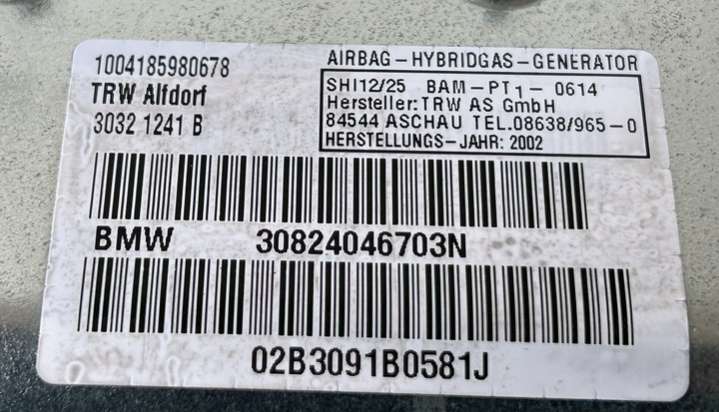 1004185980678
TRW Alfdorf
3032 1241 B
AIRBAG-HYBRIDGAS-GENERATOR
SHI12/25 BAM-PT1-0614
Hersteller:TRW AS GmbH
84544 ASCHAU TEL.08638/965-0
HERSTELLUNGS-JAHR: 2002
BMW 30824046703N
02B3091B0581J